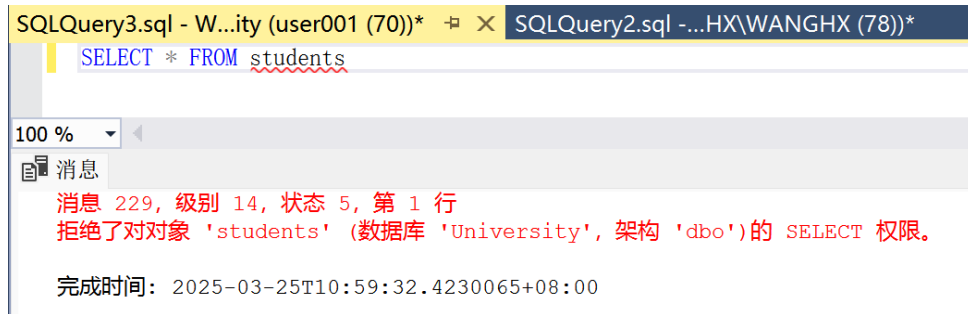 SQLQuery3.sql - W...ity (user001 (70))* SQLQuery2.sql -...HX\WANGHX (78))*
SELECT * FROM students
100 %
消息
消息 229, 级别 14, 状态 5, 第 1 行
拒绝了对对象 'students' (数据库 'University', 架构 'dbo')的 SELECT 权限。
完成时间: 2025-03-25T10:59:32.4230065+08:00